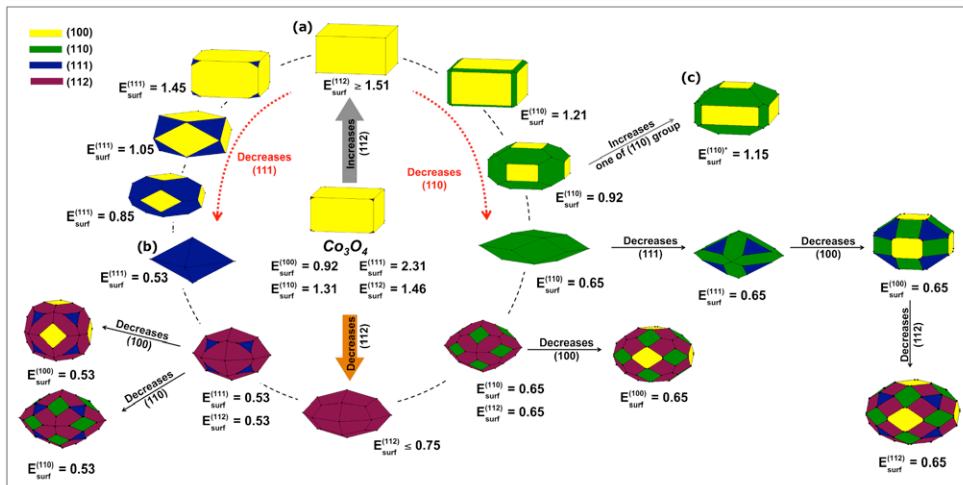 (100)
(110)
(111)
(112)
(a)
E(112)surf ≥ 1.51
E(111)surf = 1.45
E(110)surf = 1.21
(c)
Increases
one of (110) group
E(110)*surf = 1.15
E(111)surf = 1.05
Decreases
(111)
Increases
(112)
Decreases
(110)
E(110)surf = 0.92
E(111)surf = 0.85
(b)
E(111)surf = 0.53
Co3O4
E(100)surf = 0.92 E(111)surf = 2.31
E(110)surf = 1.31 E(112)surf = 1.46
E(110)surf = 0.65
Decreases
(111)
E(111)surf = 0.65
Decreases
(100)
E(100)surf = 0.65
Decreases
(112)
Decreases
(100)
E(100)surf = 0.53
Decreases
(110)
E(110)surf = 0.53
E(111)surf = 0.53
E(112)surf = 0.53
Decreases
(112)
E(112)surf ≤ 0.75
E(110)surf = 0.65
E(112)surf = 0.65
Decreases
(100)
E(100)surf = 0.65
E(112)surf = 0.65